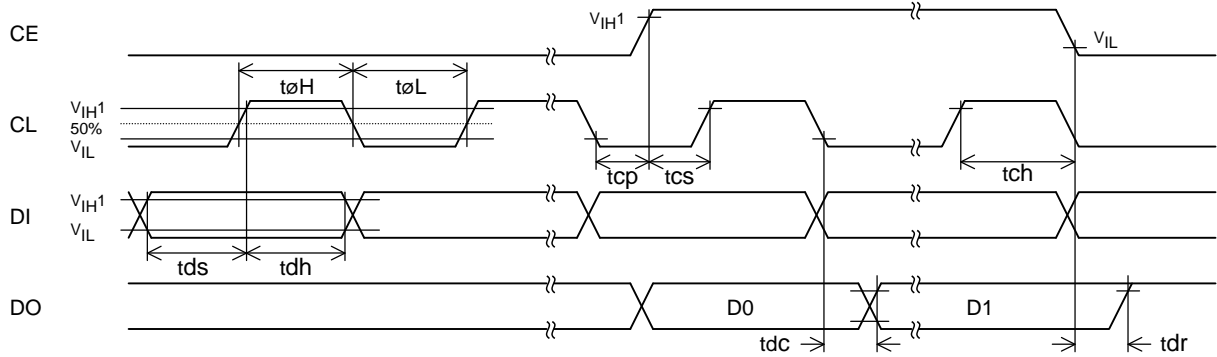 CE
VIH1
VIL
tøH
tøL
CL
VIH1
50%
VIL
tcp
tcs
tch
DI
VIH1
VIL
tds
tdh
DO
D0
D1
tdc
tdr